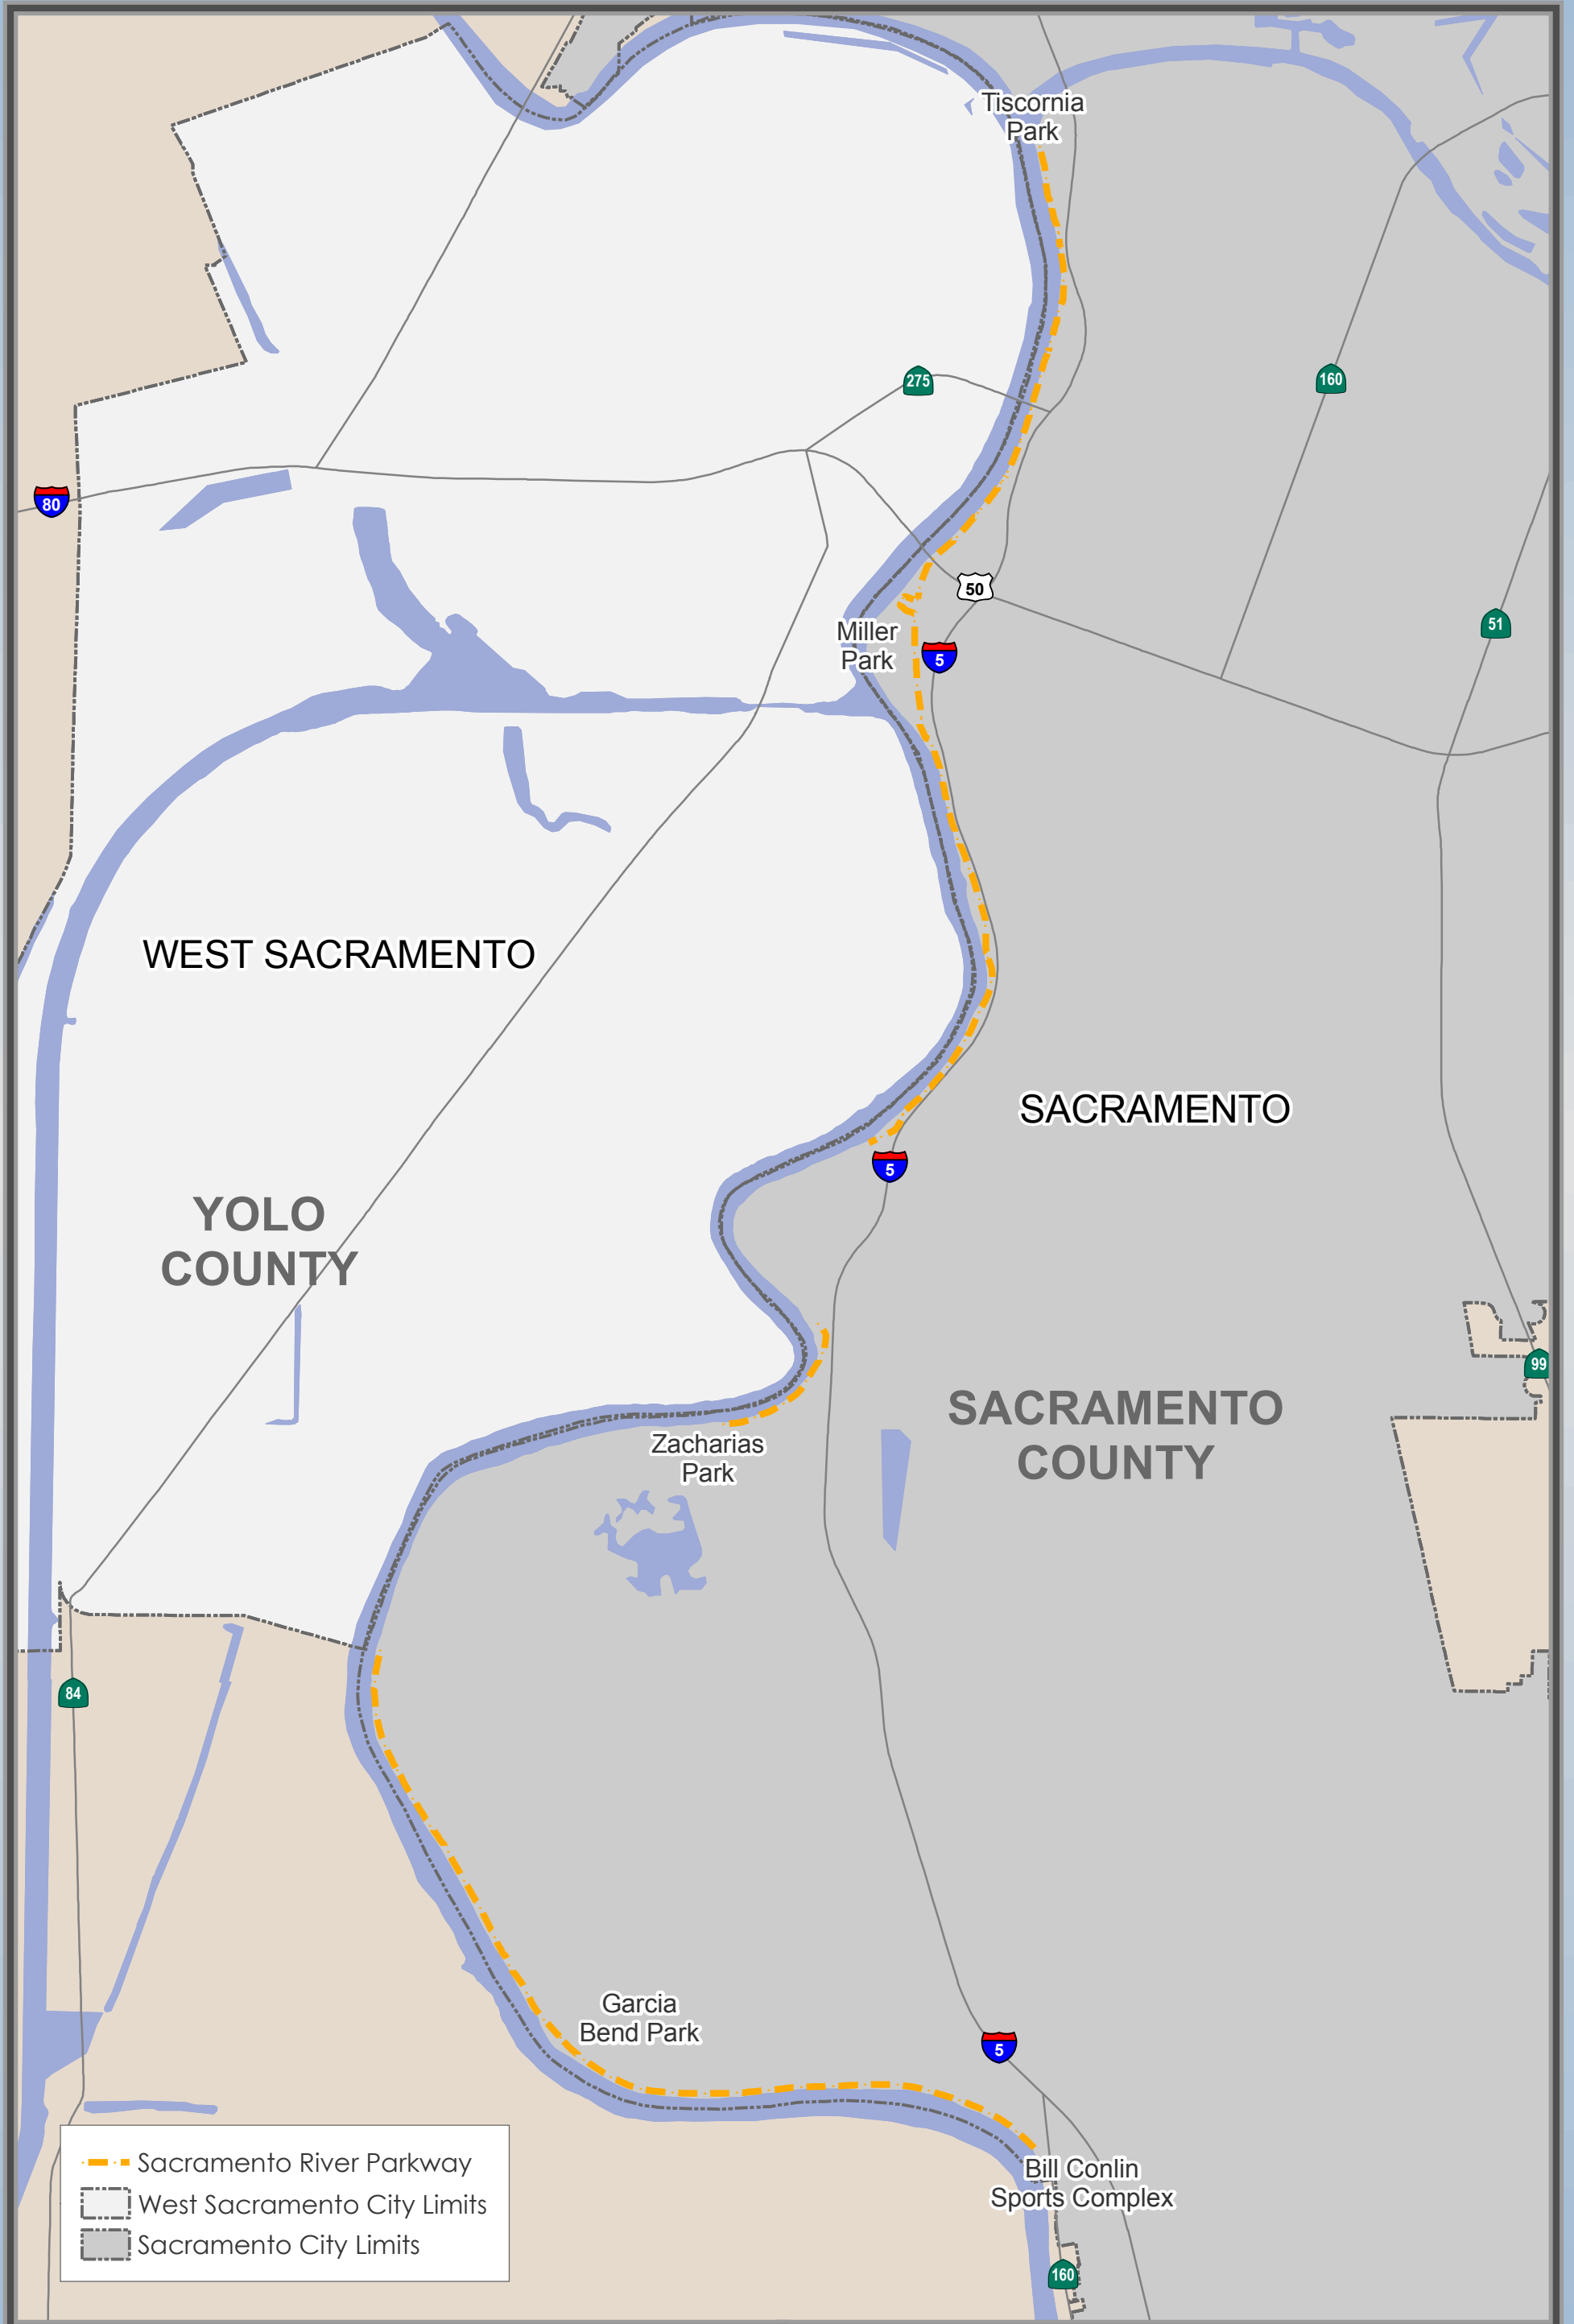 Tiscornia
Park
275
160
80
50
51
Miller
Park
5
WEST SACRAMENTO
SACRAMENTO
5
YOLO
COUNTY
99
SACRAMENTO
COUNTY
Zacharias
Park
84
Garcia
Bend Park
5
Bill Conlin
Sports Complex
160
Sacramento River Parkway
West Sacramento City Limits
Sacramento City Limits